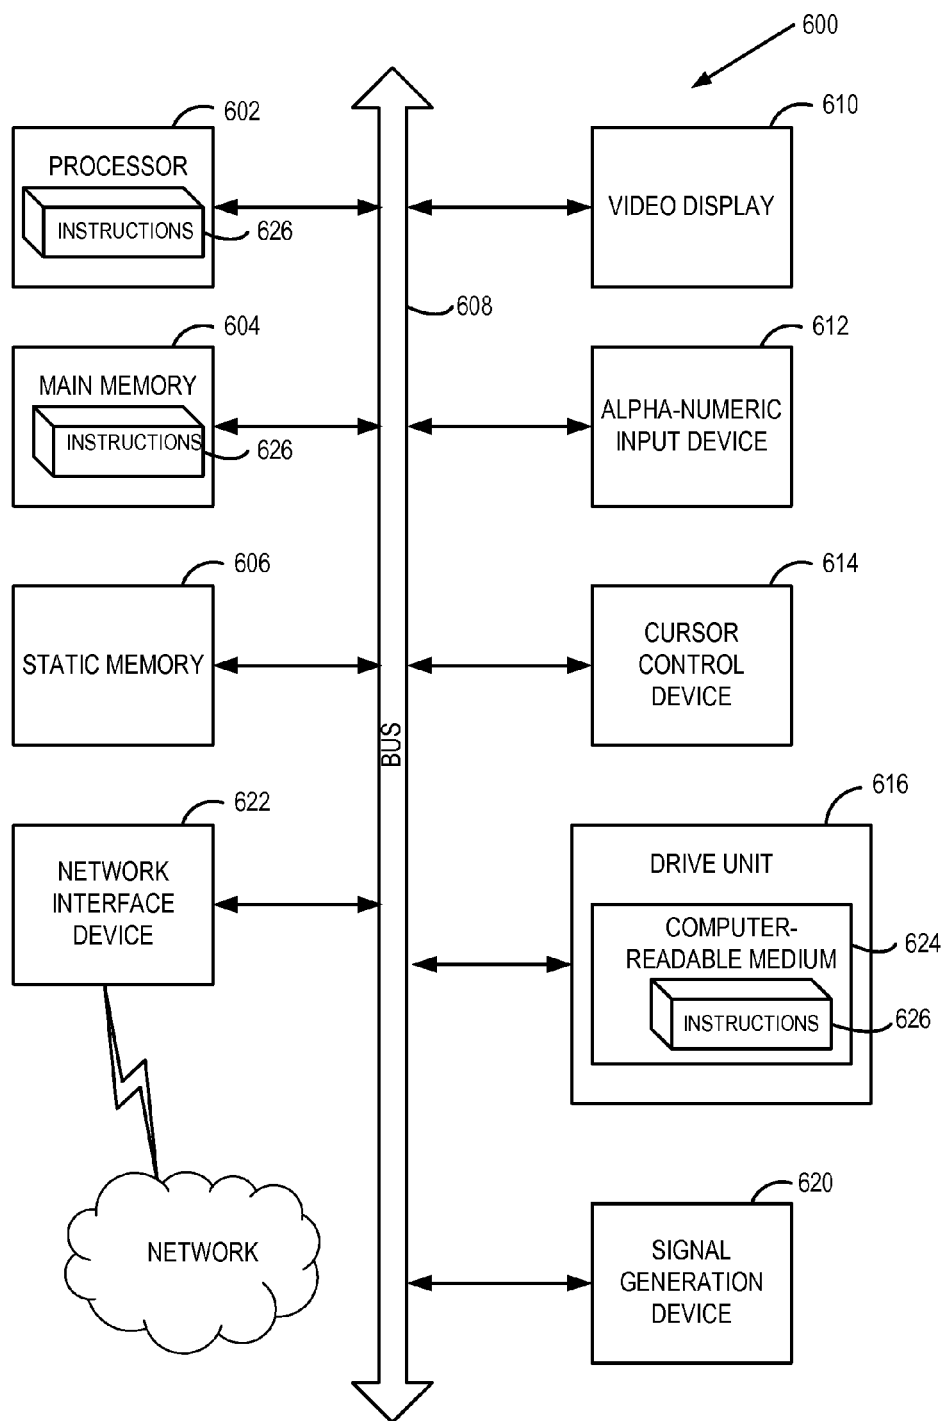 600
602
PROCESSOR
INSTRUCTIONS
626
610
VIDEO DISPLAY
608
604
MAIN MEMORY
INSTRUCTIONS
626
612
ALPHA-NUMERIC
INPUT DEVICE
606
STATIC MEMORY
614
CURSOR
CONTROL
DEVICE
BUS
622
NETWORK
INTERFACE
DEVICE
616
DRIVE UNIT
COMPUTER-
READABLE MEDIUM
624
INSTRUCTIONS
626
NETWORK
620
SIGNAL
GENERATION
DEVICE